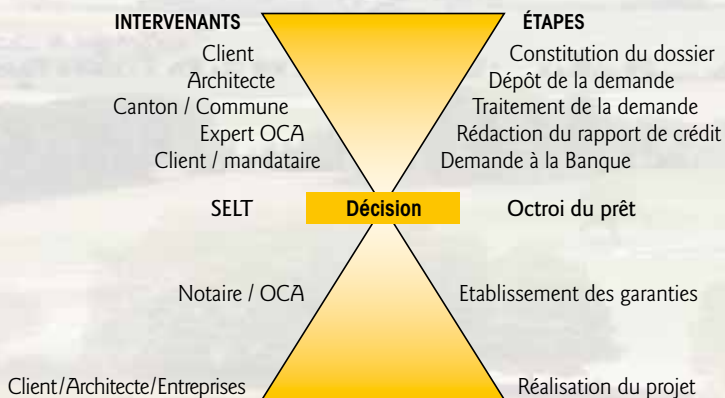 INTERVENANTS ÉTAPES
Client Constitution du dossier
Architecte Dépôt de la demande
Canton / Commune Traitement de la demande
Expert OCA Rédaction du rapport de crédit
Client / mandataire Demande à la Banque
SELT Décision Octroi du prêt
Notaire / OCA Etablissement des garanties
Client/Architecte/Entreprises Réalisation du projet